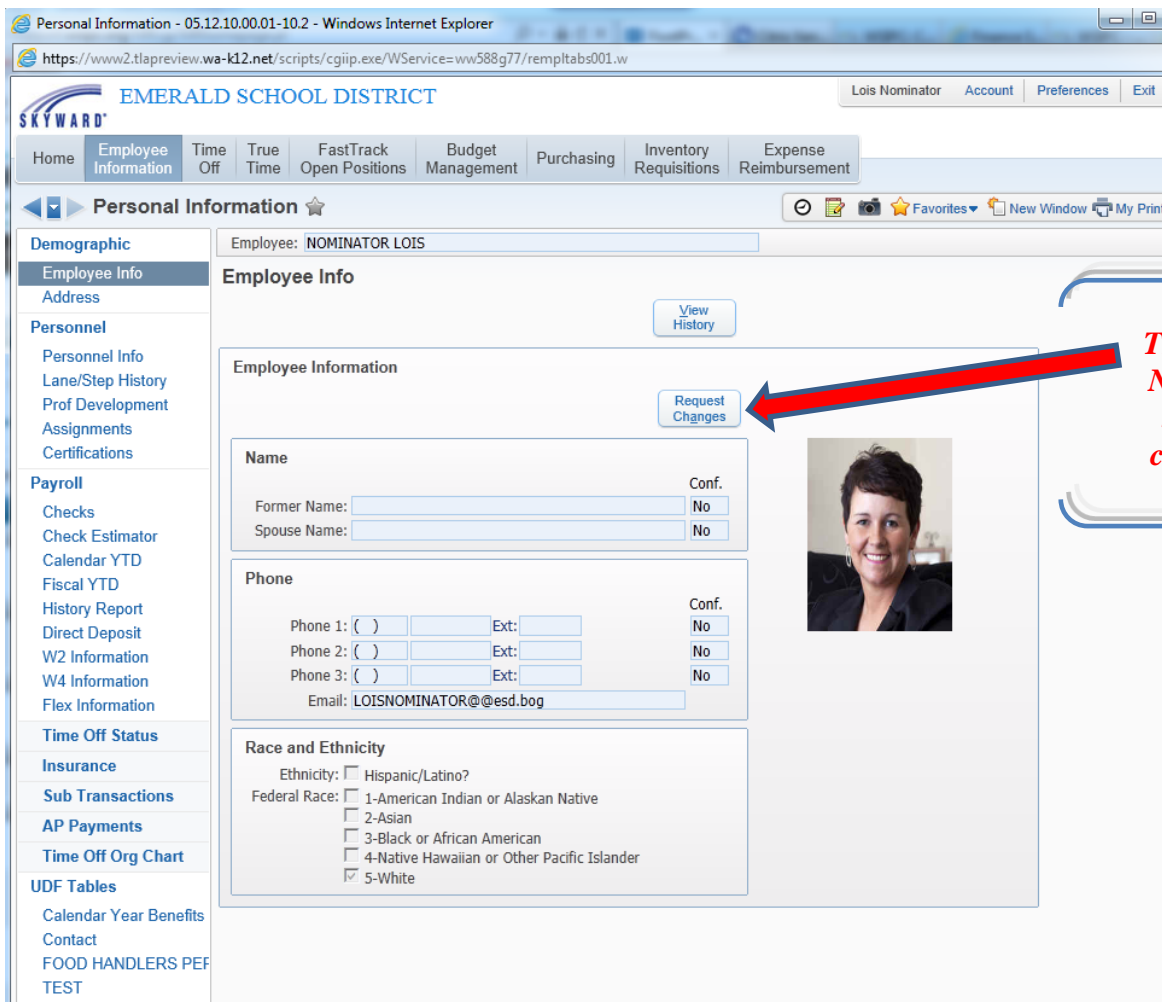 Personal Information - 05.12.10.00.01-10.2 - Windows Internet Explorer
https://www2.tlapreview.wa-k12.net/scripts/cgiip.exe/WService=ww588g77/rempltabs001.w
SKYWARD
EMERALD SCHOOL DISTRICT
Lois Nominator Account Preferences Exit
Home Employee Information Time Off True Time FastTrack Open Positions Budget Management Purchasing Inventory Requisitions Expense Reimbursement
Personal Information
Favorites New Window My Print
Demographic
Employee Info
Address
Personnel
Personnel Info
Lane/Step History
Prof Development
Assignments
Certifications
Payroll
Checks
Check Estimator
Calendar YTD
Fiscal YTD
History Report
Direct Deposit
W2 Information
W4 Information
Flex Information
Time Off Status
Insurance
Sub Transactions
AP Payments
Time Off Org Chart
UDF Tables
Calendar Year Benefits
Contact
FOOD HANDLERS PER
TEST
Employee: NOMINATOR LOIS
Employee Info
View
History
Employee Information
Request
Changes
Name
Conf.
Former Name: No
Spouse Name: No
Phone
Conf.
Phone 1: ( ) Ext: No
Phone 2: ( ) Ext: No
Phone 3: ( ) Ext: No
Email: LOISNOMINATOR@@esd.bog
Race and Ethnicity
Ethnicity: Hispanic/Latino?
Federal Race: 1-American Indian or Alaskan Native
2-Asian
3-Black or African American
4-Native Hawaiian or Other Pacific Islander
5-White
T
N
c